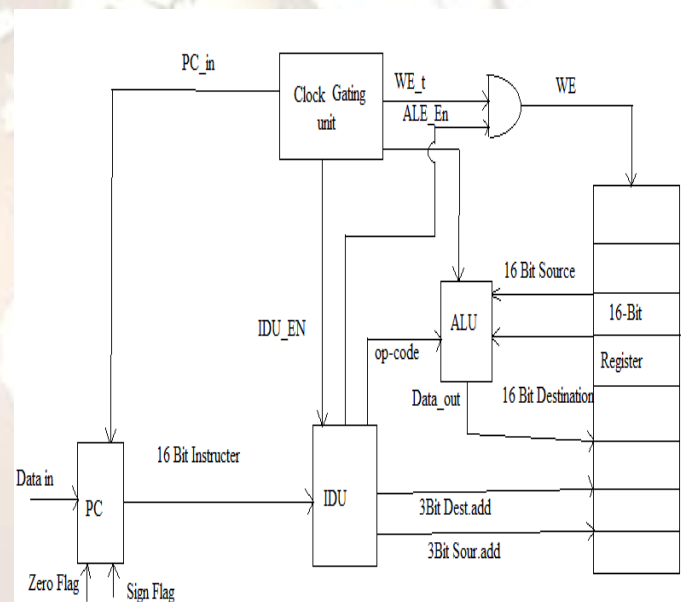 PC_in
Clock Gating
unit
WE_t
ALE_En
WE
16 Bit Source
16-Bit
Register
ALU
IDU_EN
op-code
Data_out
16 Bit Destination
16 Bit Instructer
Data in
PC
IDU
3Bit Dest.add
3Bit Sour.add
Zero Flag
Sign Flag